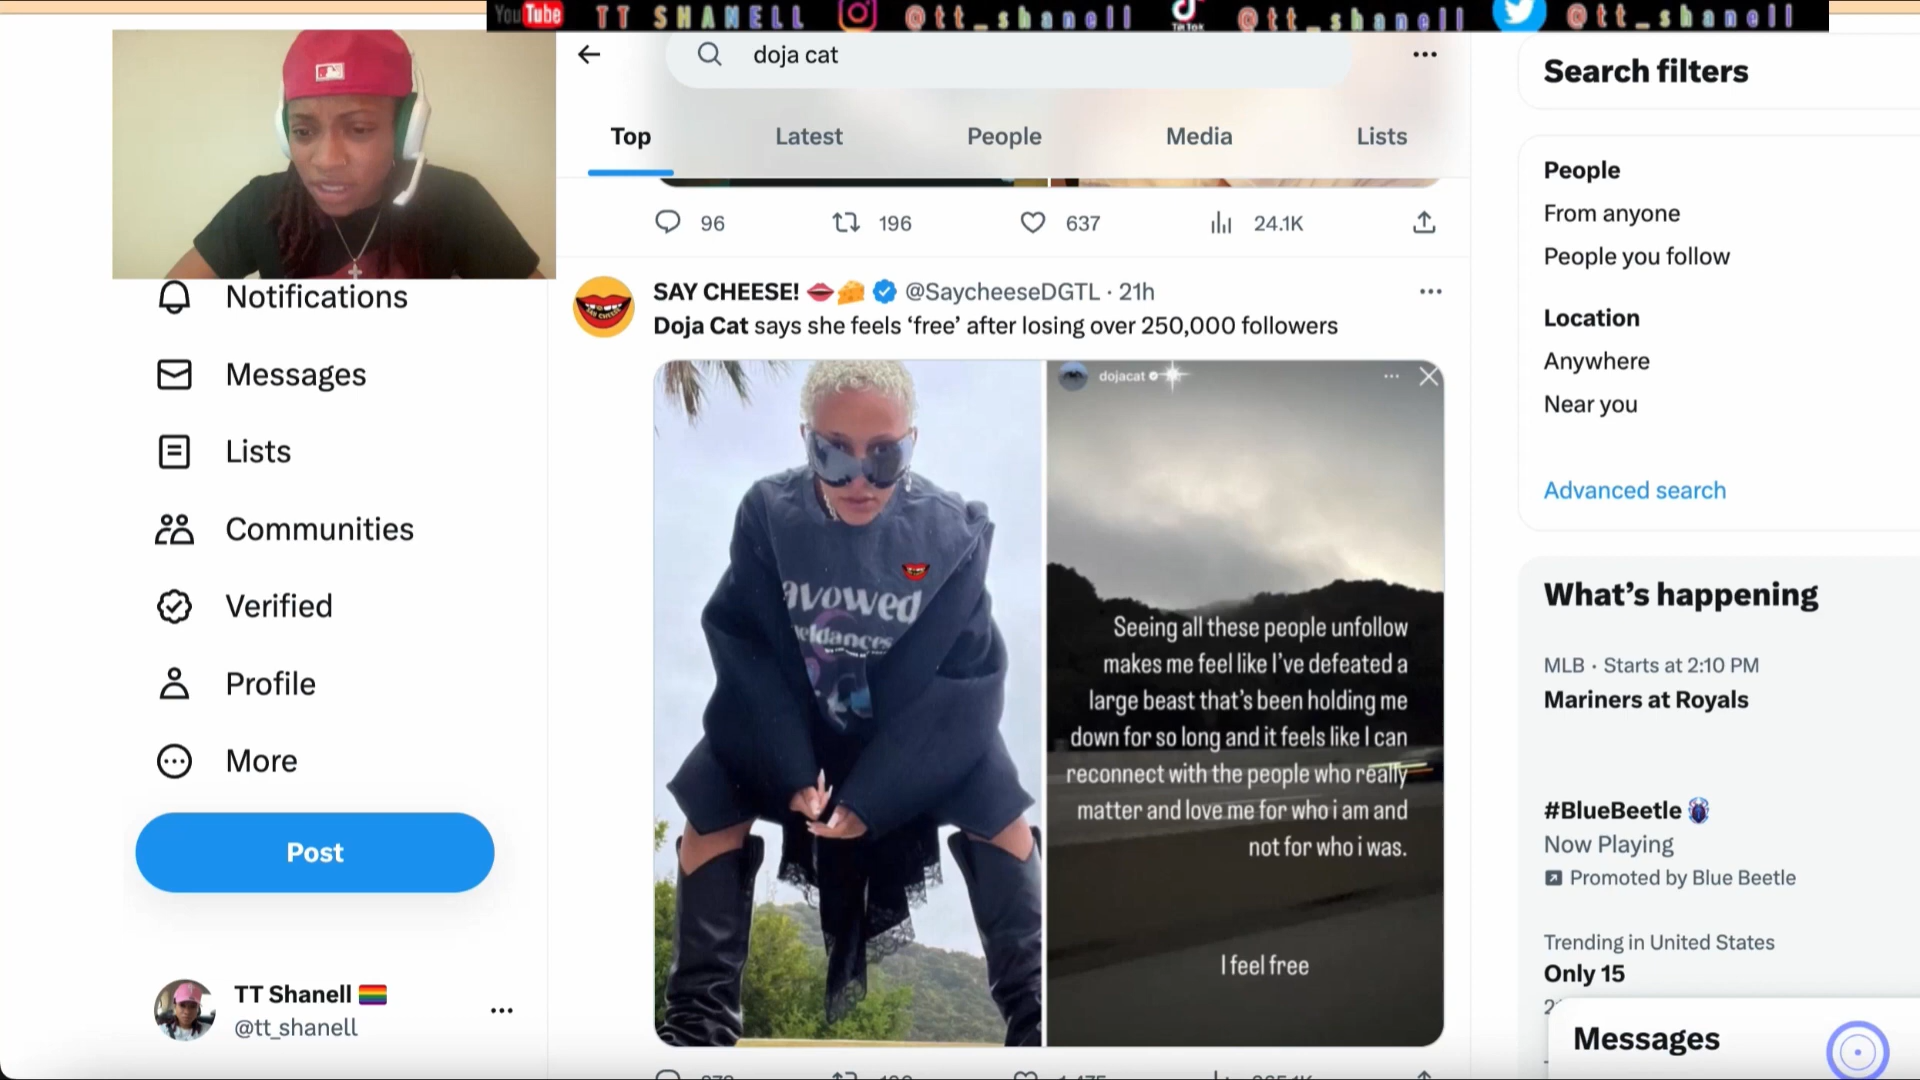 YouTube TT SHANELL @tt_shanell TikTok @tt_shanell @tt_shanell
doja cat
Top Latest People Media Lists
96 196 637 24.1K
SAY CHEESE! @SaycheeseDGTL · 21h
Doja Cat says she feels ‘free’ after losing over 250,000 followers
dojacat
avowed
Seeing all these people unfollow
makes me feel like I’ve defeated a
large beast that’s been holding me
down for so long and it feels like I can
reconnect with the people who really
matter and love me for who i am and
not for who i was.
I feel free
Notifications
Messages
Lists
Communities
Verified
Profile
More
Post
TT Shanell
@tt_shanell
Search filters
People
From anyone
People you follow
Location
Anywhere
Near you
Advanced search
What’s happening
MLB · Starts at 2:10 PM
Mariners at Royals
#BlueBeetle
Now Playing
Promoted by Blue Beetle
Trending in United States
Only 15
Messages